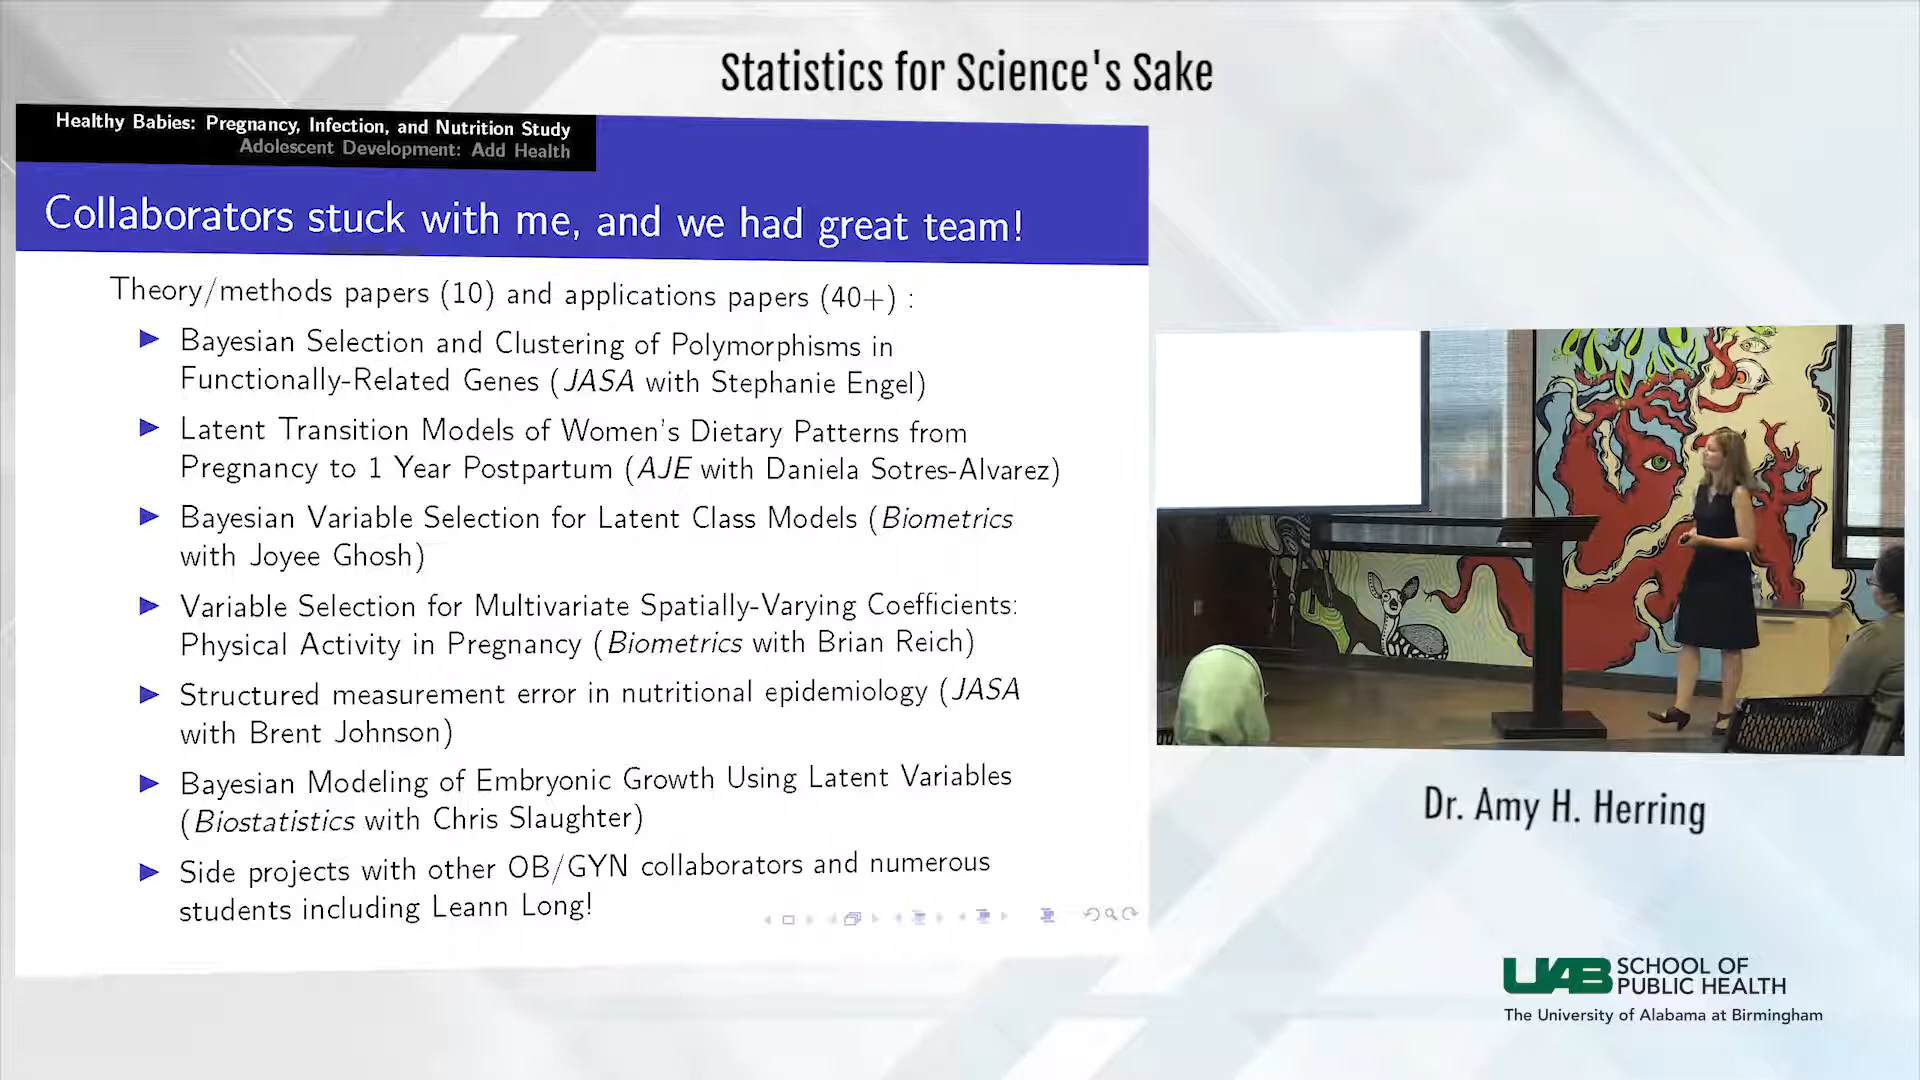 Statistics for Science's Sake
Healthy Babies: Pregnancy, Infection, and Nutrition Study
Adolescent Development: Add Health
Collaborators stuck with me, and we had great team!
Theory/methods papers (10) and applications papers (40+) :
Bayesian Selection and Clustering of Polymorphisms in
Functionally-Related Genes (JASA with Stephanie Engel)
Latent Transition Models of Women's Dietary Patterns from
Pregnancy to 1 Year Postpartum (AJE with Daniela Sotres-Alvarez)
Bayesian Variable Selection for Latent Class Models (Biometrics
with Joyee Ghosh)
Variable Selection for Multivariate Spatially-Varying Coefficients:
Physical Activity in Pregnancy (Biometrics with Brian Reich)
Structured measurement error in nutritional epidemiology (JASA
with Brent Johnson)
Bayesian Modeling of Embryonic Growth Using Latent Variables
(Biostatistics with Chris Slaughter)
Side projects with other OB/GYN collaborators and numerous
students including Leann Long!
Dr. Amy H. Herring
UAB SCHOOL OF
PUBLIC HEALTH
The University of Alabama at Birmingham